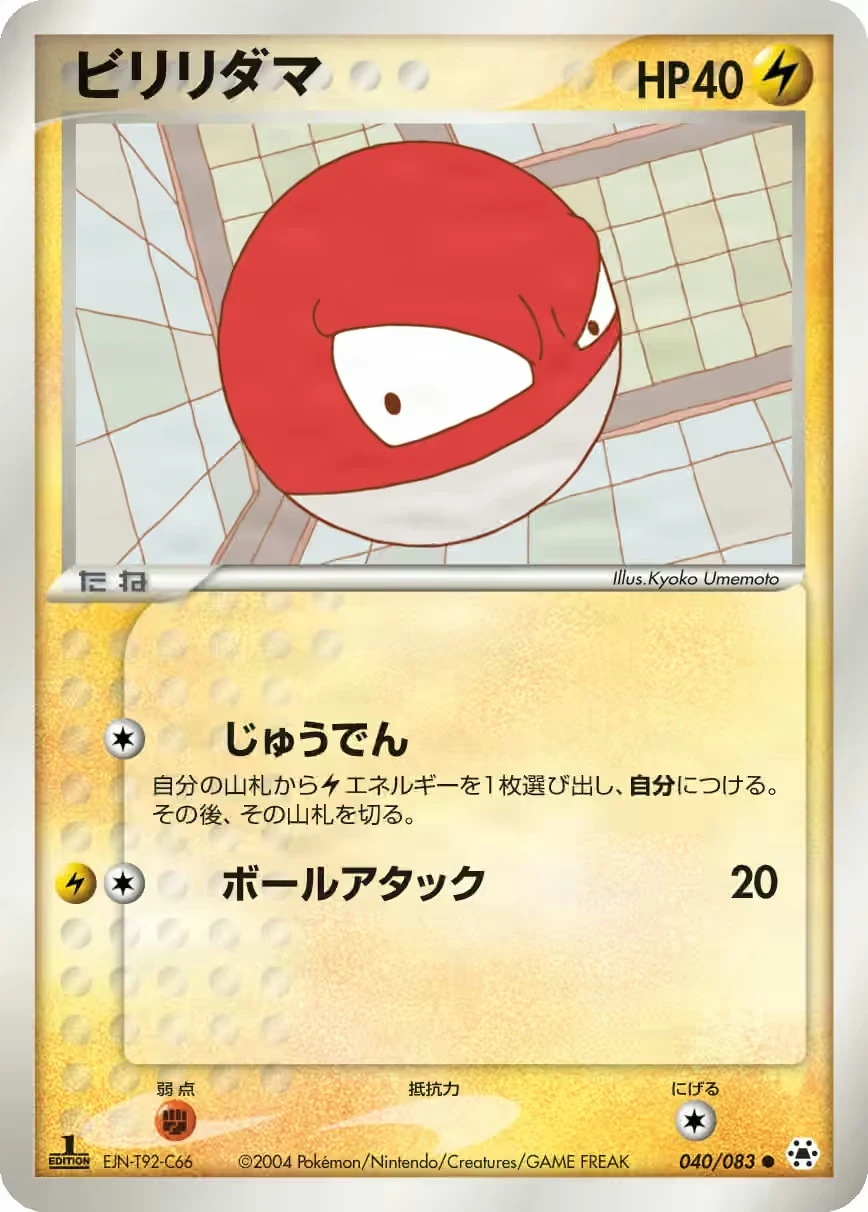 ビリリダマ HP40
たね Illus.Kyoko Umemoto
じゅうでん
自分の山札からエネルギーを1枚選び出し、自分につける。
その後、その山札を切る。
ボールアタック 20
弱点 抵抗力 にげる
1 EDITION EJN-T92-C66 ©2004 Pokémon/Nintendo/Creatures/GAME FREAK 040/083 ●